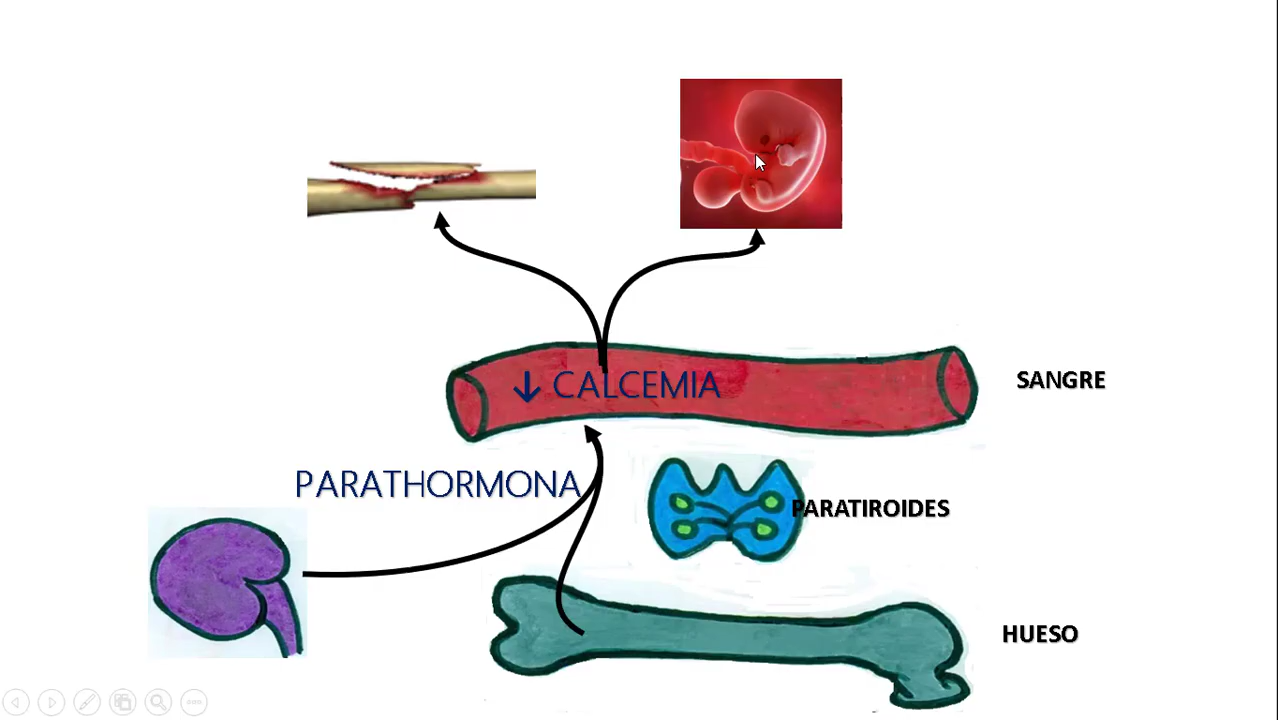 ↓ CALCEMIA
SANGRE
PARATHORMONA
PARATIROIDES
HUESO